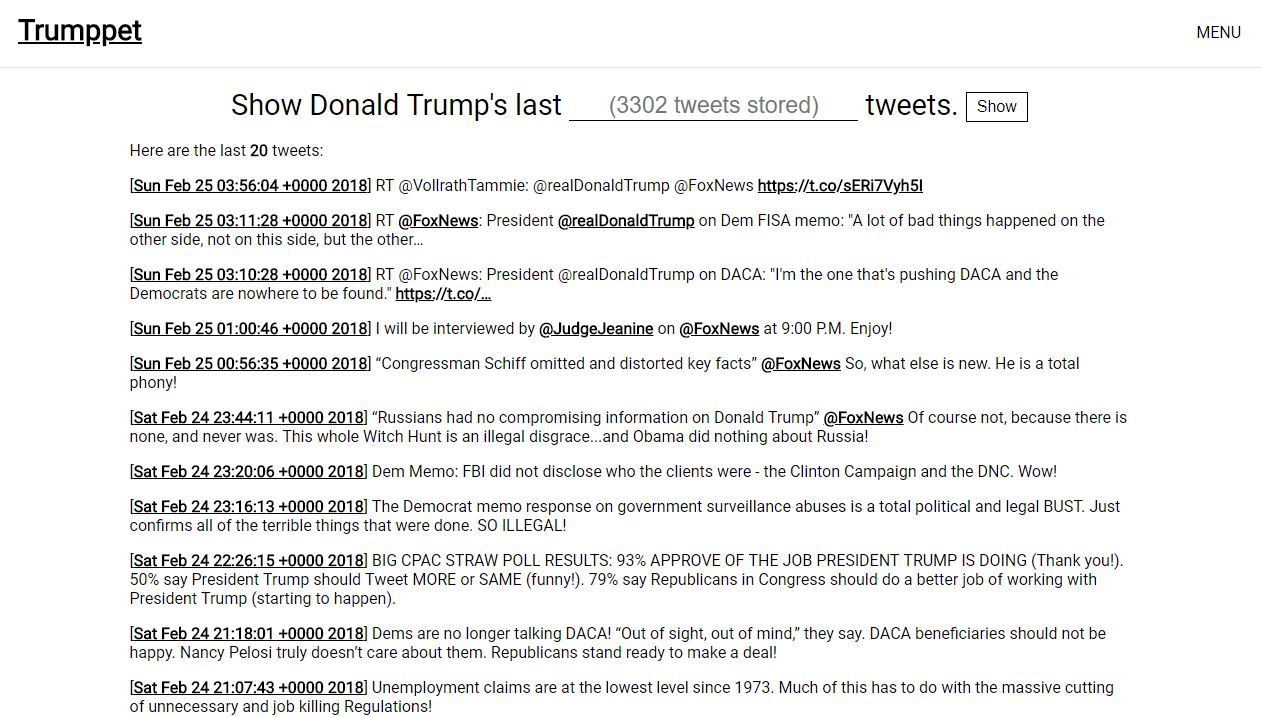 Trumppet
MENU
Show Donald Trump's last (3302 tweets stored) tweets. Show
Here are the last 20 tweets:
[Sun Feb 25 03:56:04 +0000 2018] RT @VollrathTammie: @realDonaldTrump @FoxNews https://t.co/sERi7Vyh5I
[Sun Feb 25 03:11:28 +0000 2018] RT @FoxNews: President @realDonaldTrump on Dem FISA memo: "A lot of bad things happened on the
other side, not on this side, but the other…
[Sun Feb 25 03:10:28 +0000 2018] RT @FoxNews: President @realDonaldTrump on DACA: "I'm the one that's pushing DACA and the
Democrats are nowhere to be found." https://t.co/…
[Sun Feb 25 01:00:46 +0000 2018] I will be interviewed by @JudgeJeanine on @FoxNews at 9:00 P.M. Enjoy!
[Sun Feb 25 00:56:35 +0000 2018] “Congressman Schiff omitted and distorted key facts” @FoxNews So, what else is new. He is a total
phony!
[Sat Feb 24 23:44:11 +0000 2018] “Russians had no compromising information on Donald Trump” @FoxNews Of course not, because there is
none, and never was. This whole Witch Hunt is an illegal disgrace...and Obama did nothing about Russia!
[Sat Feb 24 23:20:06 +0000 2018] Dem Memo: FBI did not disclose who the clients were - the Clinton Campaign and the DNC. Wow!
[Sat Feb 24 23:16:13 +0000 2018] The Democrat memo response on government surveillance abuses is a total political and legal BUST. Just
confirms all of the terrible things that were done. SO ILLEGAL!
[Sat Feb 24 22:26:15 +0000 2018] BIG CPAC STRAW POLL RESULTS: 93% APPROVE OF THE JOB PRESIDENT TRUMP IS DOING (Thank you!).
50% say President Trump should Tweet MORE or SAME (funny!). 79% say Republicans in Congress should do a better job of working with
President Trump (starting to happen).
[Sat Feb 24 21:18:01 +0000 2018] Dems are no longer talking DACA! “Out of sight, out of mind,” they say. DACA beneficiaries should not be
happy. Nancy Pelosi truly doesn’t care about them. Republicans stand ready to make a deal!
[Sat Feb 24 21:07:43 +0000 2018] Unemployment claims are at the lowest level since 1973. Much of this has to do with the massive cutting
of unnecessary and job killing Regulations!